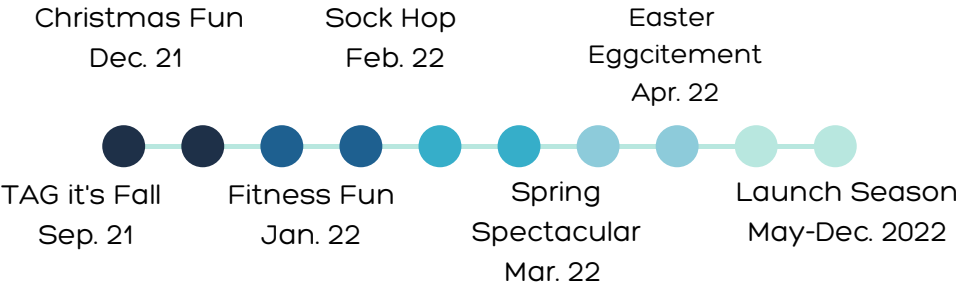 Christmas Fun
Dec. 21
Sock Hop
Feb. 22
Easter
Eggcitement
Apr. 22
TAG it's Fall
Sep. 21
Fitness Fun
Jan. 22
Spring
Spectacular
Mar. 22
Launch Season
May-Dec. 2022